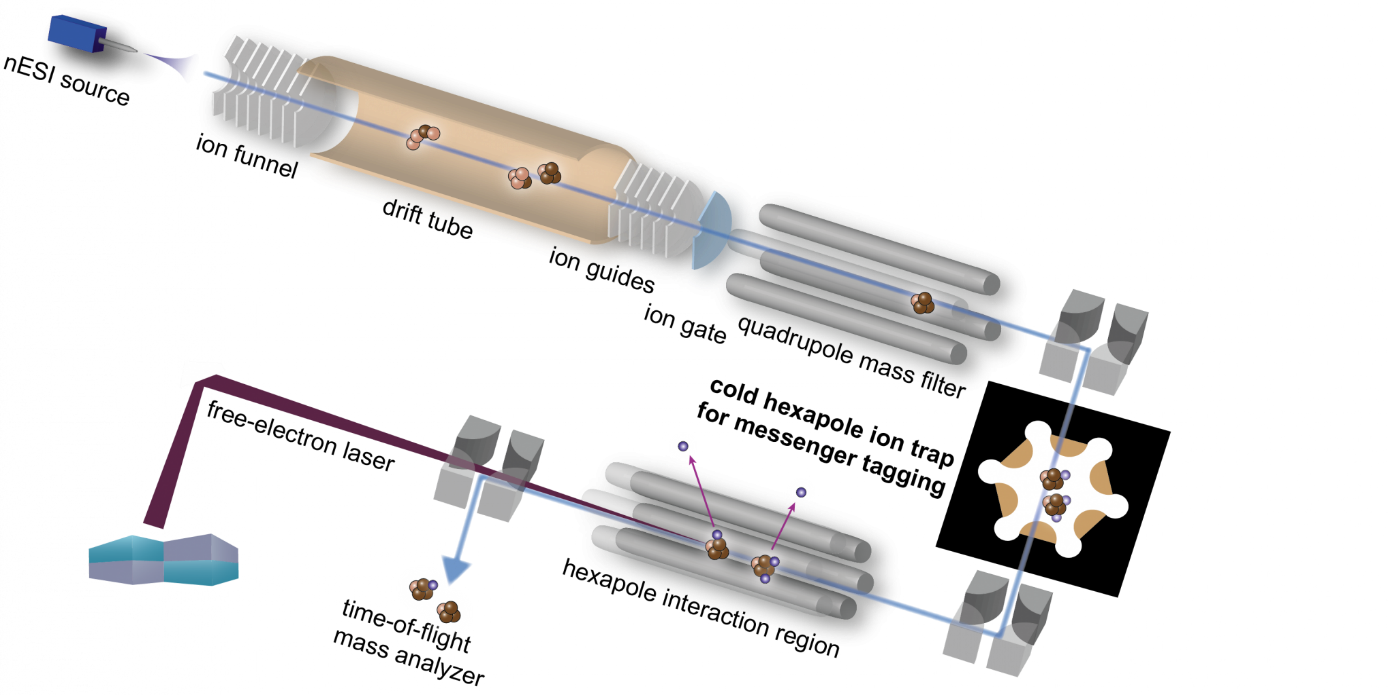 nESI source
ion funnel
drift tube
ion guides
ion gate
quadrupole mass filter
cold hexapole ion trap
for messenger tagging
free-electron laser
hexapole interaction region
time-of-flight
mass analyzer